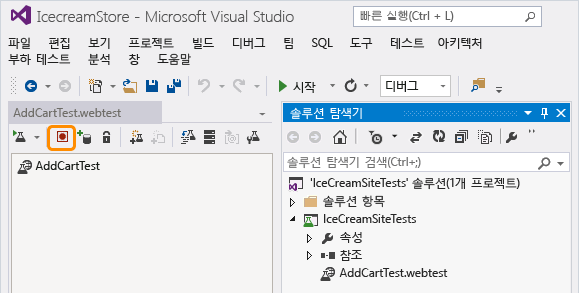 IcecreamStore - Microsoft Visual Studio
빠른 실행(Ctrl + L)
파일 편집 보기 프로젝트 빌드 디버그 팀 SQL 도구 테스트 아키텍처
부하 테스트 분석 창 도움말
시작 디버그
AddCartTest.webtest
솔루션 탐색기
AddCartTest
솔루션 탐색기 검색(Ctrl+;)
'IceCreamSiteTests' 솔루션(1개 프로젝트)
솔루션 항목
IceCreamSiteTests
속성
참조
AddCartTest.webtest